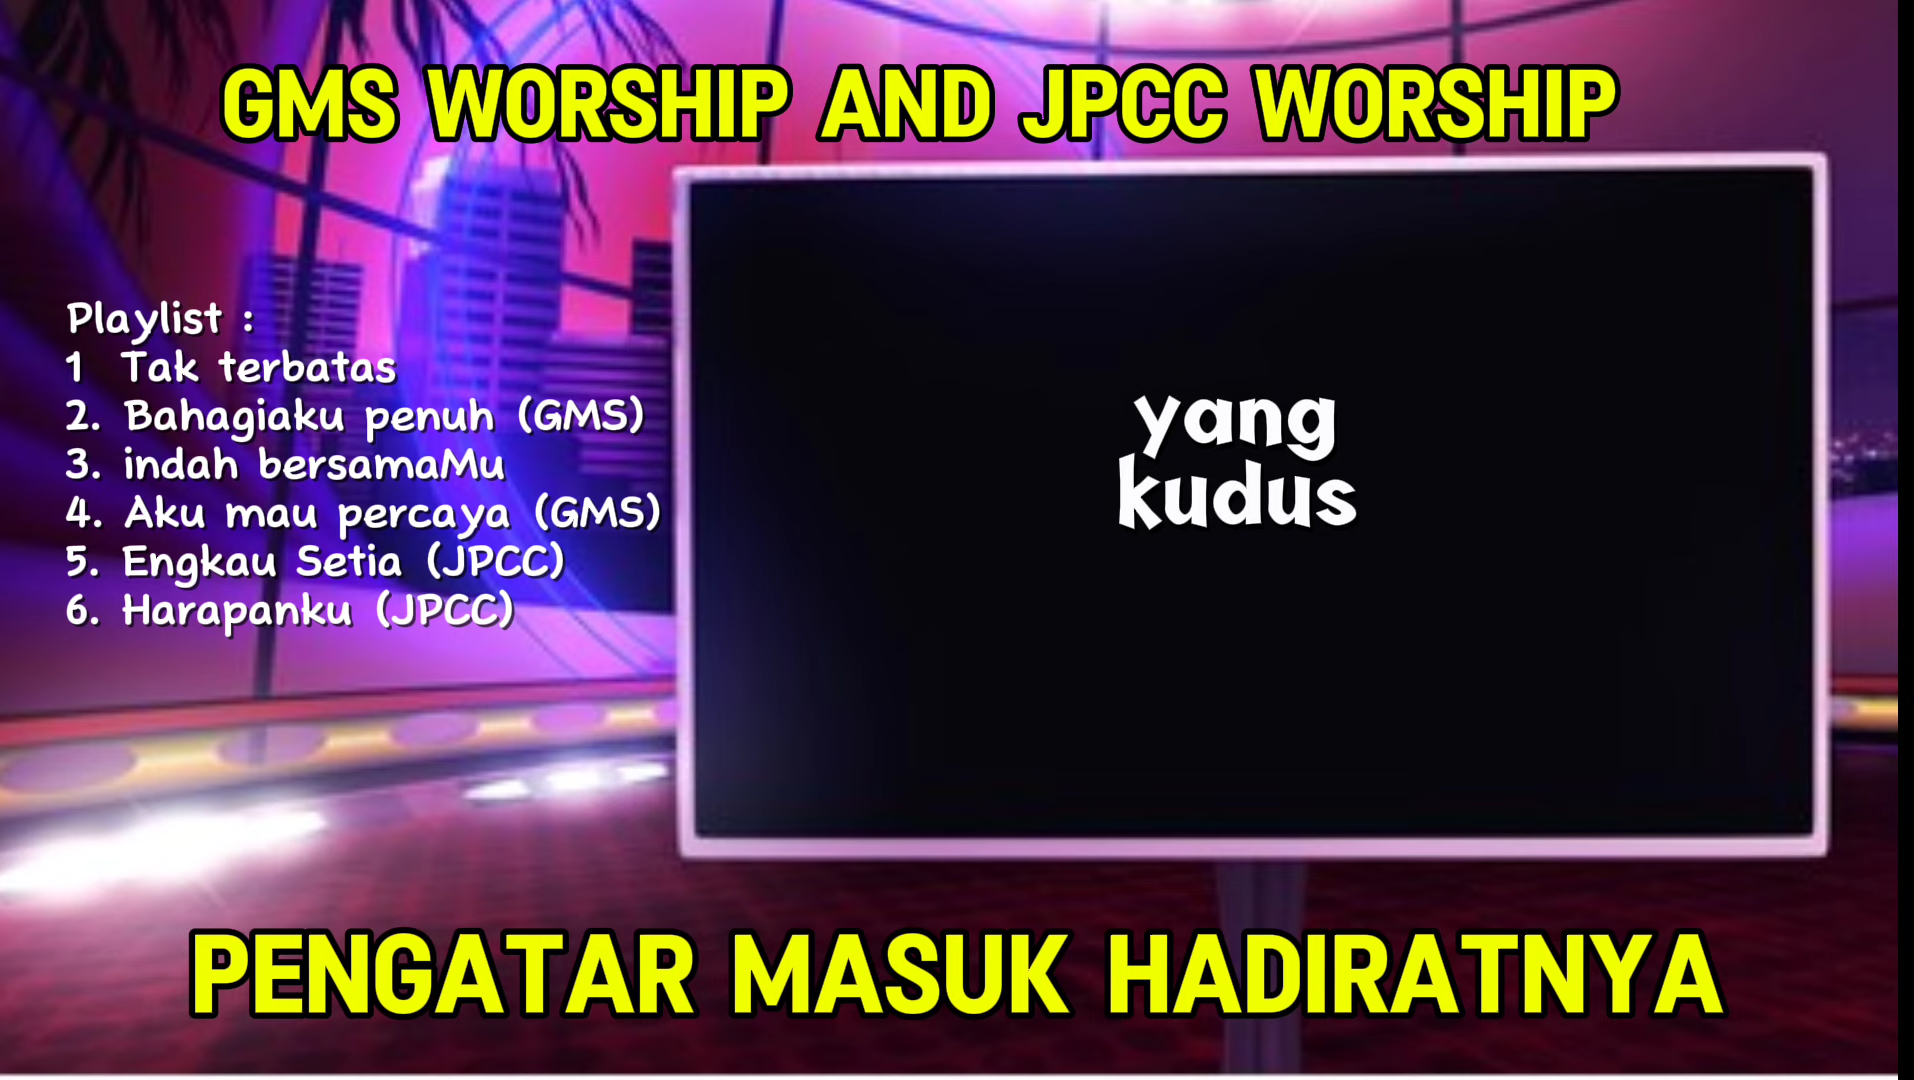 GMS WORSHIP AND JPCC WORSHIP
Playlist :
1 Tak terbatas
2. Bahagiaku penuh (GMS)
3. indah bersamaMu
4. Aku mau percaya (GMS)
5. Engkau Setia (JPCC)
6. Harapanku (JPCC)
yang
kudus
PENGATAR MASUK HADIRATNYA